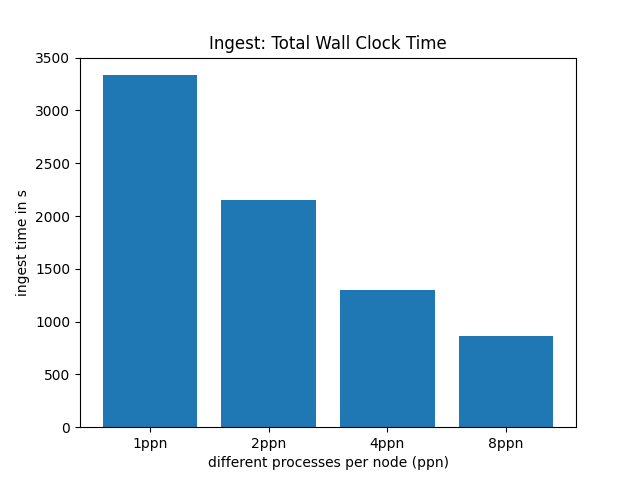 Ingest: Total Wall Clock Time
3500
3000
2500
2000
1500
1000
500
0
ingest time in s
1ppn 2ppn 4ppn 8ppn
different processes per node (ppn)